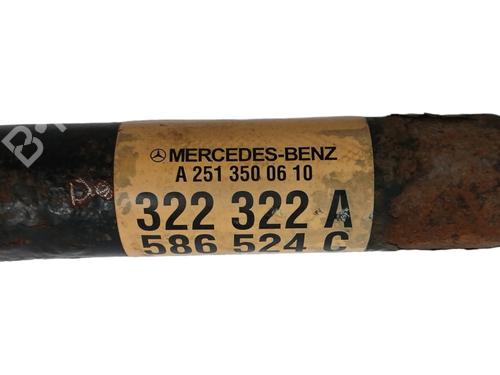 MERCEDES-BENZ
A 251 350 06 10
322 322 A
586 524 C